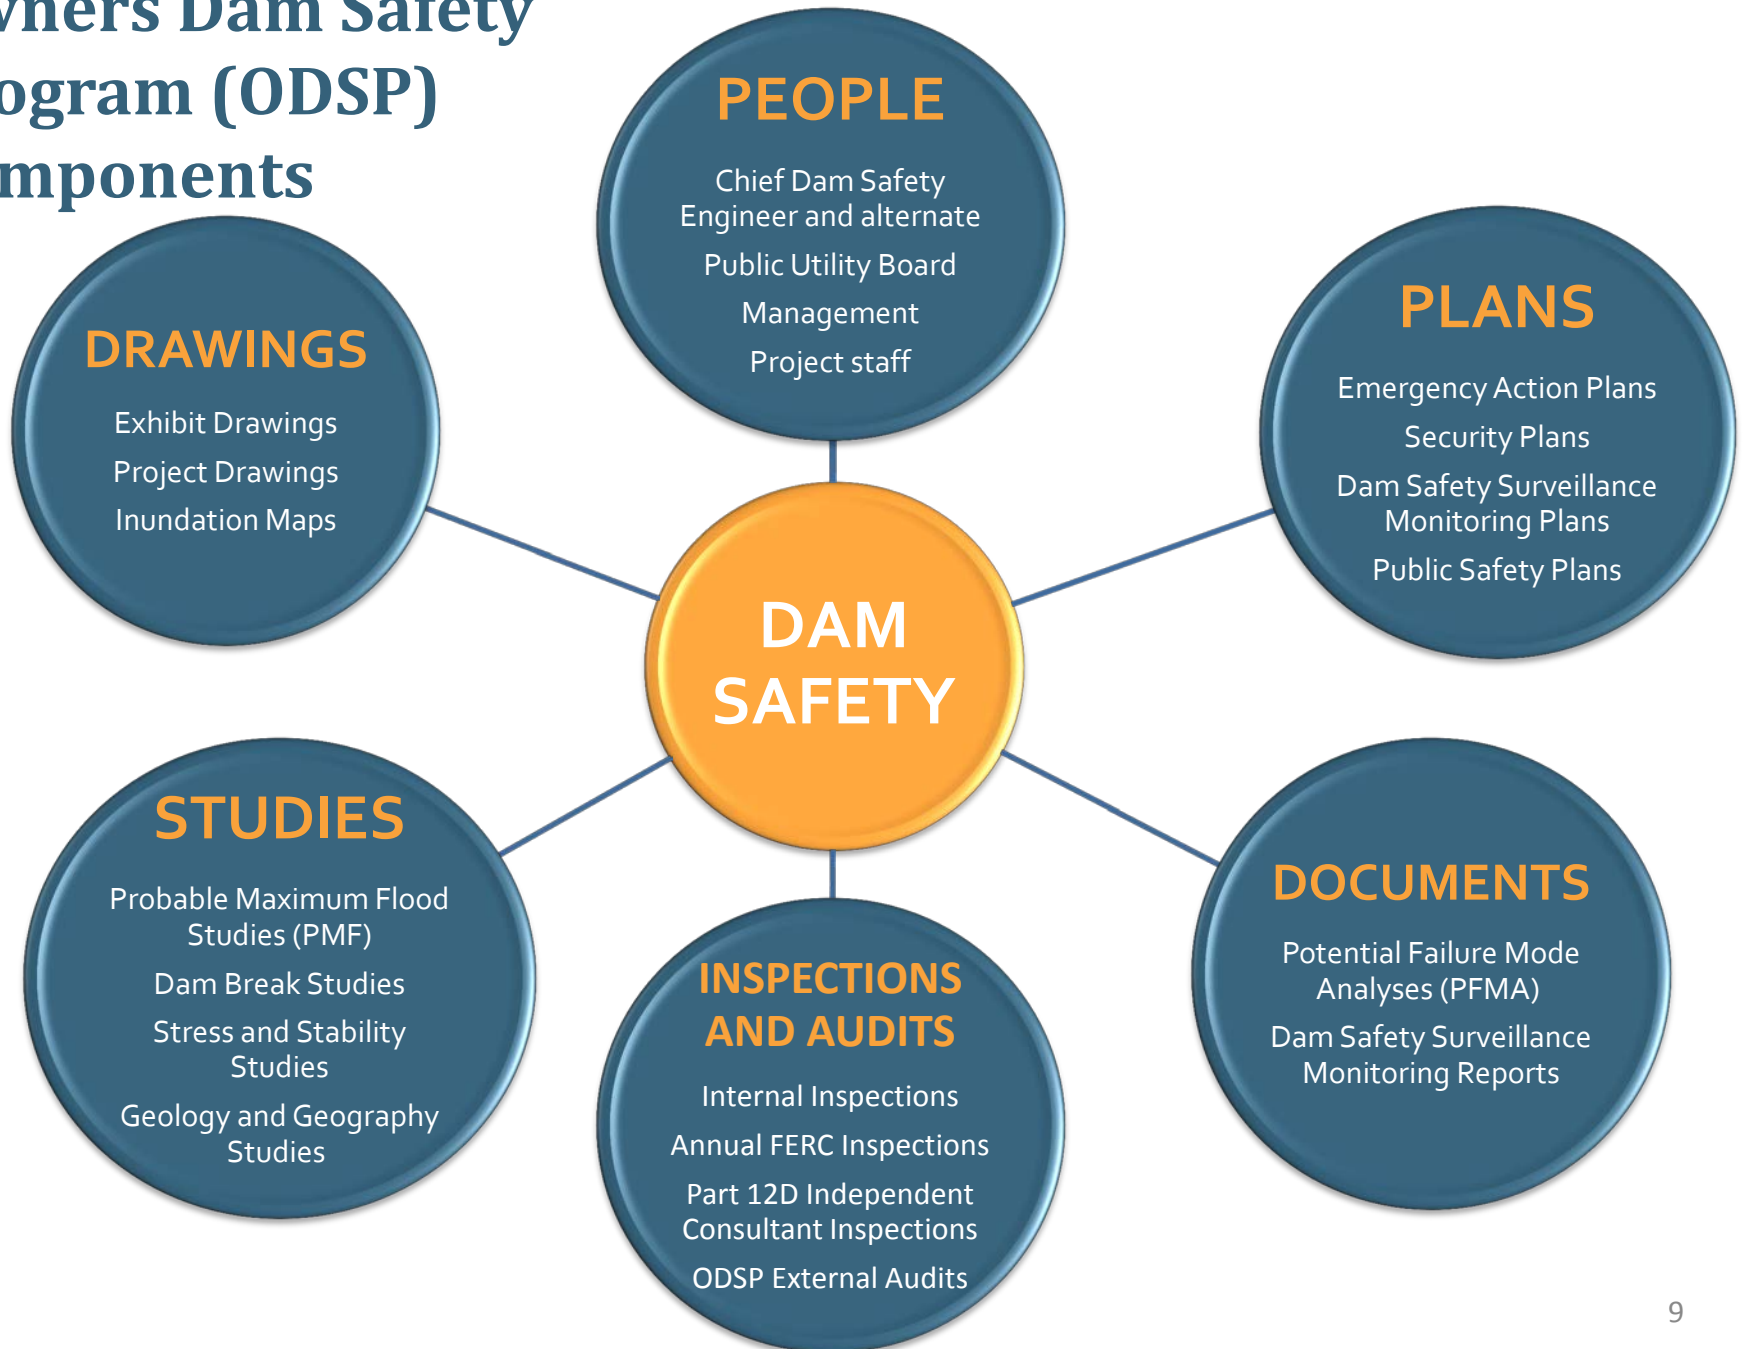 wners Dam Safety
ogram (ODSP)
mponents
PEOPLE
Chief Dam Safety
Engineer and alternate
Public Utility Board
Management
Project staff
DRAWINGS
Exhibit Drawings
Project Drawings
Inundation Maps
PLANS
Emergency Action Plans
Security Plans
Dam Safety Surveillance
Monitoring Plans
Public Safety Plans
DAM
SAFETY
STUDIES
Probable Maximum Flood
Studies (PMF)
Dam Break Studies
Stress and Stability
Studies
Geology and Geography
Studies
INSPECTIONS
AND AUDITS
Internal Inspections
Annual FERC Inspections
Part 12D Independent
Consultant Inspections
ODSP External Audits
DOCUMENTS
Potential Failure Mode
Analyses (PFMA)
Dam Safety Surveillance
Monitoring Reports
9